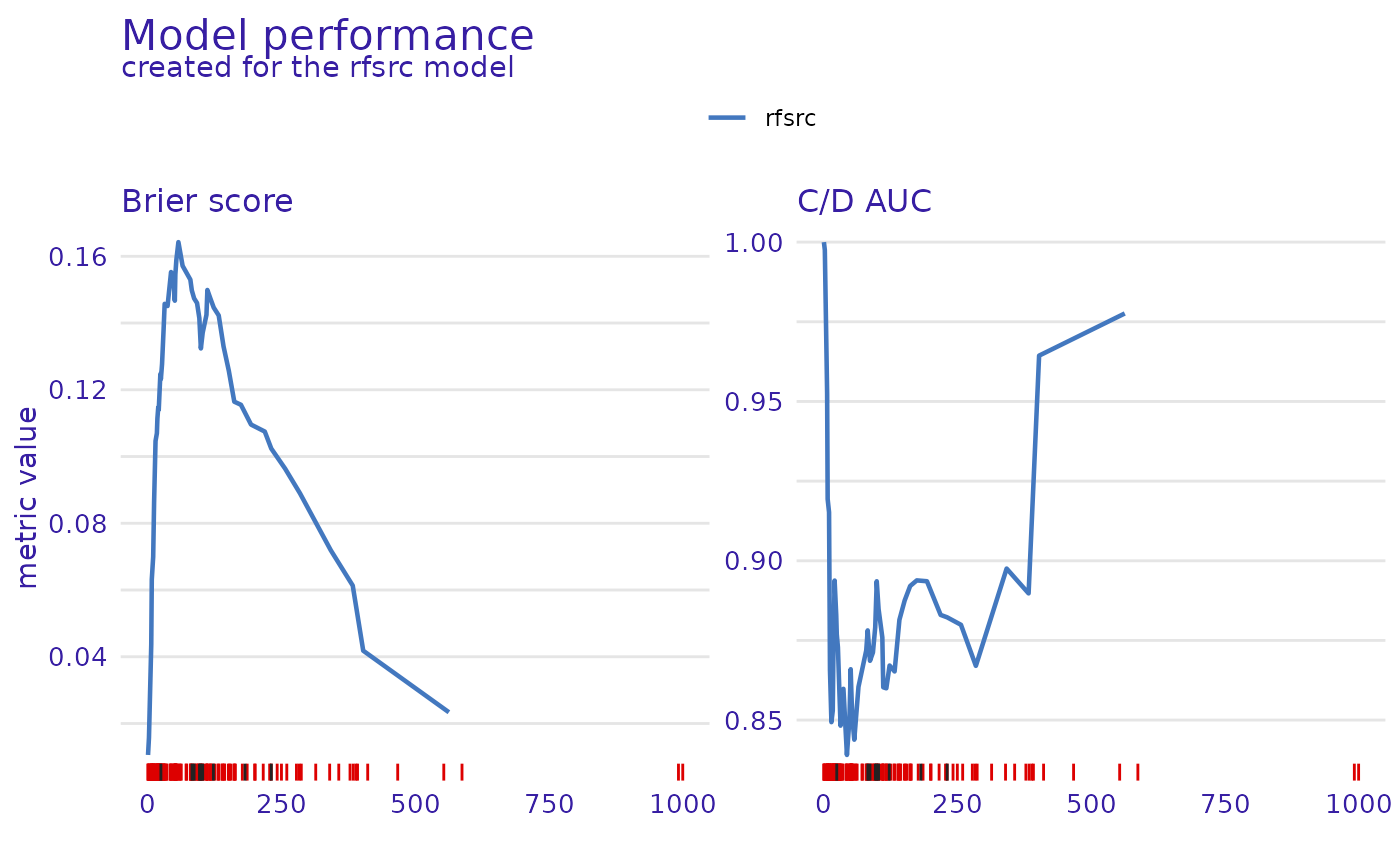 Model performance
created for the rfsrc model
rfsrc
Brier score
C/D AUC
metric value
0.16
0.12
0.08
0.04
0 250 500 750 1000
1.00
0.95
0.90
0.85
0 250 500 750 1000